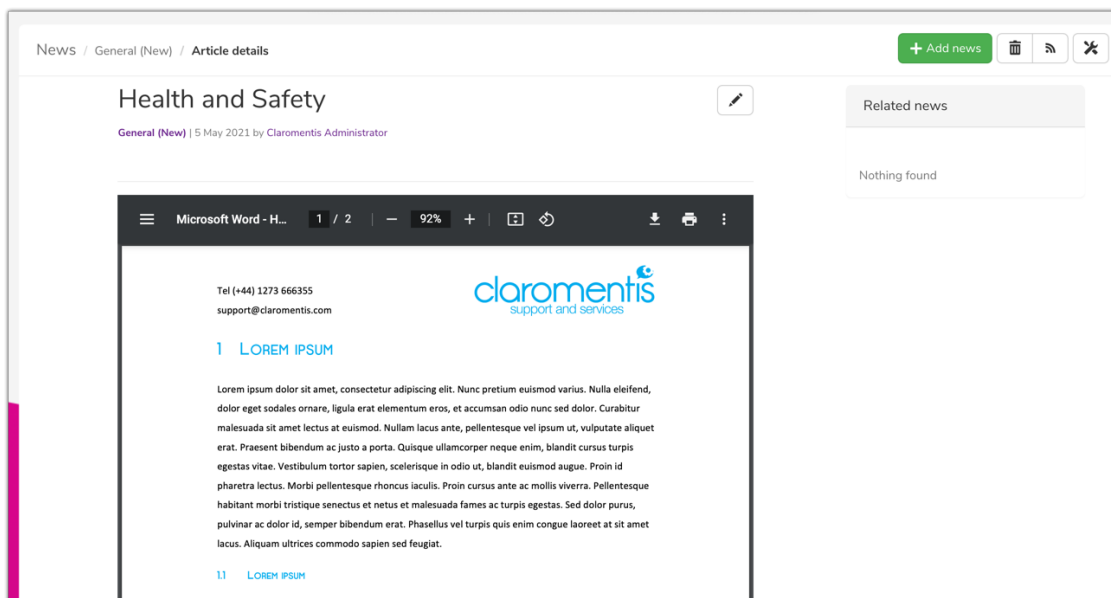 News / General (New) / Article details
+ Add news
Health and Safety
General (New) | 5 May 2021 by Claromentis Administrator
Related news
Nothing found
Microsoft Word - H... 1 / 2 | − 92% + |
Tel (+44) 1273 666355
support@claromentis.com
claromentis
support and services
1 LOREM IPSUM
Lorem ipsum dolor sit amet, consectetur adipiscing elit. Nunc pretium euismod varius. Nulla eleifend,
dolor eget sodales ornare, ligula erat elementum eros, et accumsan odio nunc sed dolor. Curabitur
malesuada sit amet lectus at euismod. Nullam lacus ante, pellentesque vel ipsum ut, vulputate aliquet
erat. Praesent bibendum ac justo a porta. Quisque ullamcorper neque enim, blandit cursus turpis
egestas vitae. Vestibulum tortor sapien, scelerisque in odio ut, blandit euismod augue. Proin id
pharetra lectus. Morbi pellentesque rhoncus iaculis. Proin cursus ante ac mollis viverra. Pellentesque
habitant morbi tristique senectus et netus et malesuada fames ac turpis egestas. Sed dolor purus,
pulvinar ac dolor id, semper bibendum erat. Phasellus vel turpis quis enim congue laoreet at sit amet
lacus. Aliquam ultrices commodo sapien sed feugiat.
1.1 LOREM IPSUM